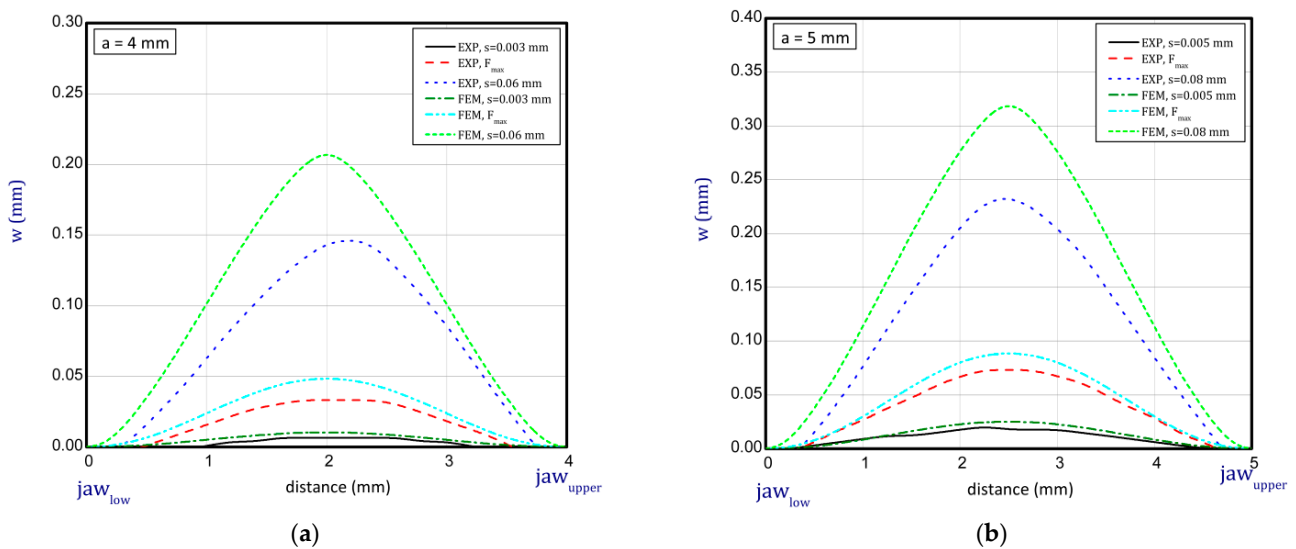 a = 4 mm
EXP, s=0.003 mm
EXP, Fmax
EXP, s=0.06 mm
FEM, s=0.003 mm
FEM, Fmax
FEM, s=0.06 mm
0.30
0.25
0.20
0.15
0.10
0.05
0.00
w (mm)
0 1 2 3 4
jawlow distance (mm) jawupper
(a)
a = 5 mm
EXP, s=0.005 mm
EXP, Fmax
EXP, s=0.08 mm
FEM, s=0.005 mm
FEM, Fmax
FEM, s=0.08 mm
0.40
0.35
0.30
0.25
0.20
0.15
0.10
0.05
0.00
w (mm)
0 1 2 3 4 5
jawlow distance (mm) jawupper
(b)